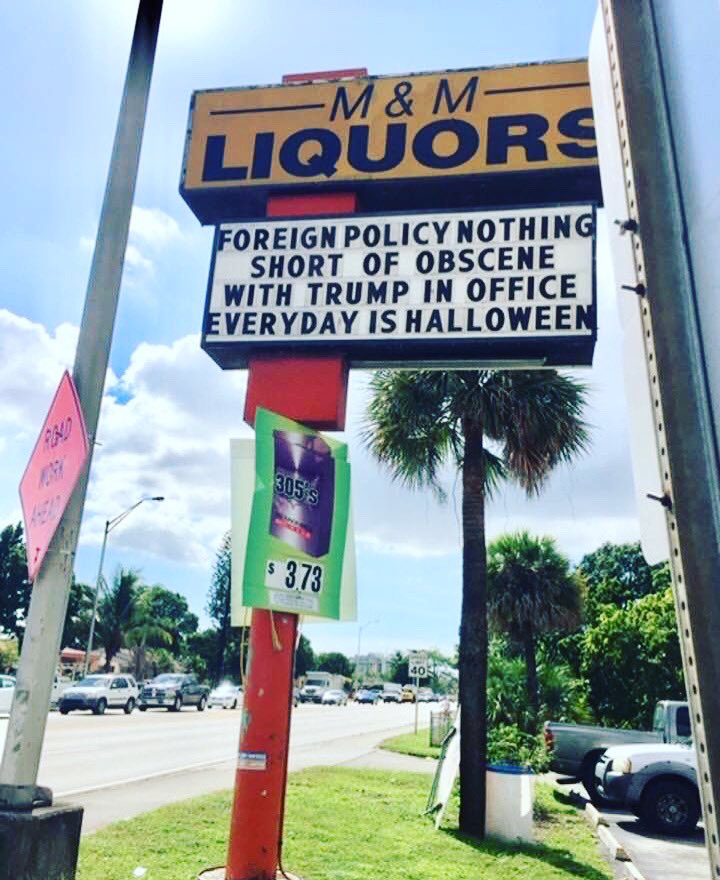 M & M
LIQUORS
FOREIGN POLICY NOTHING
SHORT OF OBSCENE
WITH TRUMP IN OFFICE
EVERYDAY IS HALLOWEEN
ROAD
WORK
AHEAD
305's
$ 3.73
40